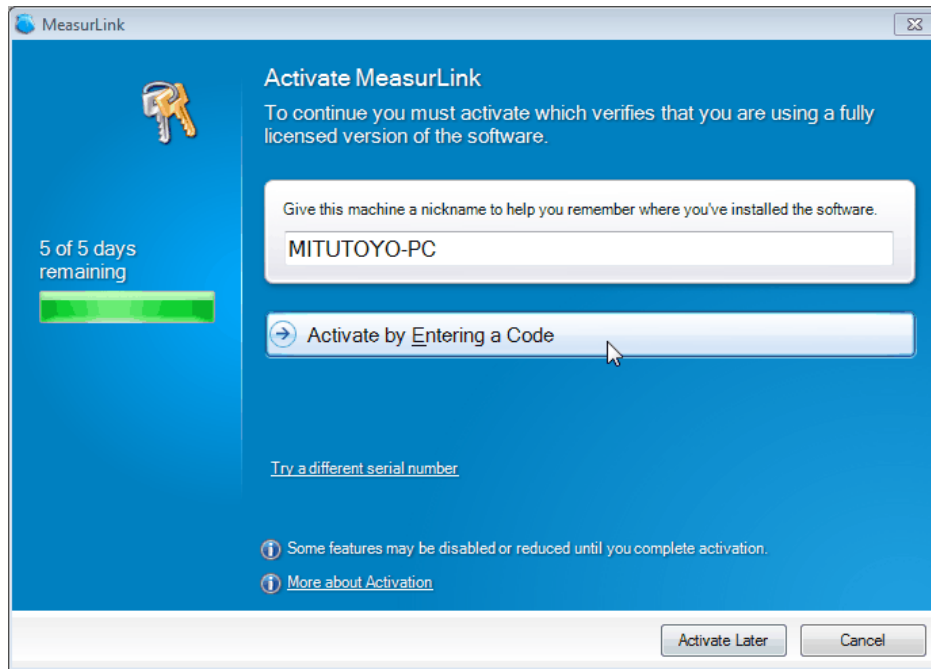 MeasurLink
Activate MeasurLink
To continue you must activate which verifies that you are using a fully
licensed version of the software.
Give this machine a nickname to help you remember where you've installed the software.
MITUTOYO-PC
5 of 5 days
remaining
Activate by Entering a Code
Try a different serial number
Some features may be disabled or reduced until you complete activation.
More about Activation
Activate Later
Cancel